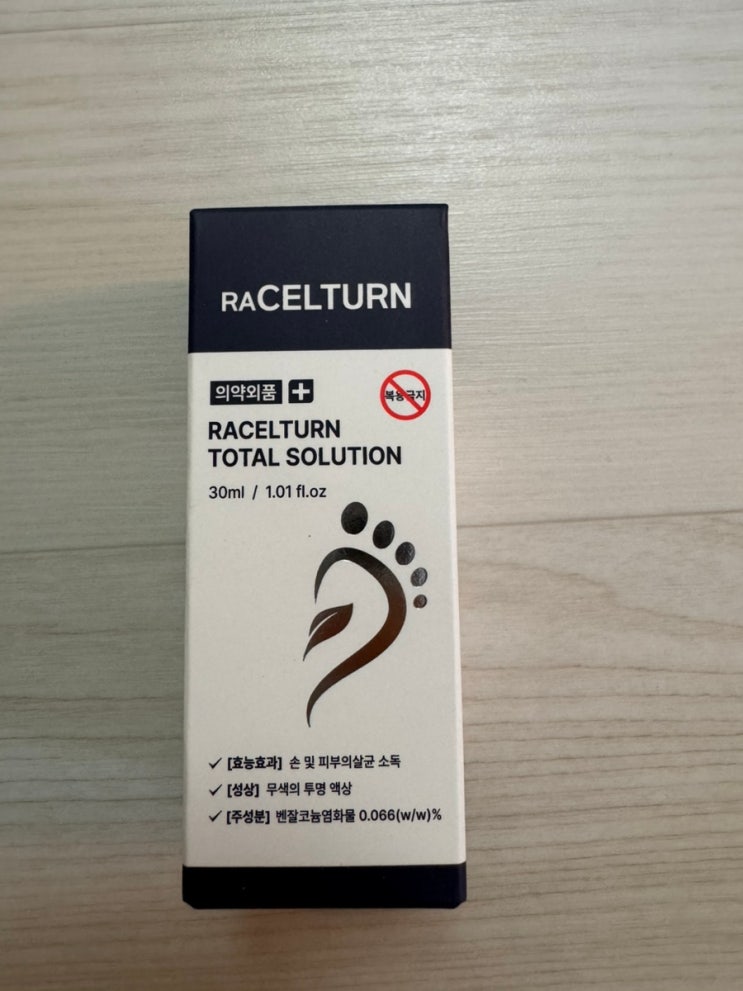 RACELTURN
의약외품
복용금지
RACELTURN
TOTAL SOLUTION
30ml / 1.01 fl.oz
[효능효과] 손 및 피부의살균 소독
[성상] 무색의 투명 액상
[주성분] 벤잘코늄염화물 0.066(w/w)%